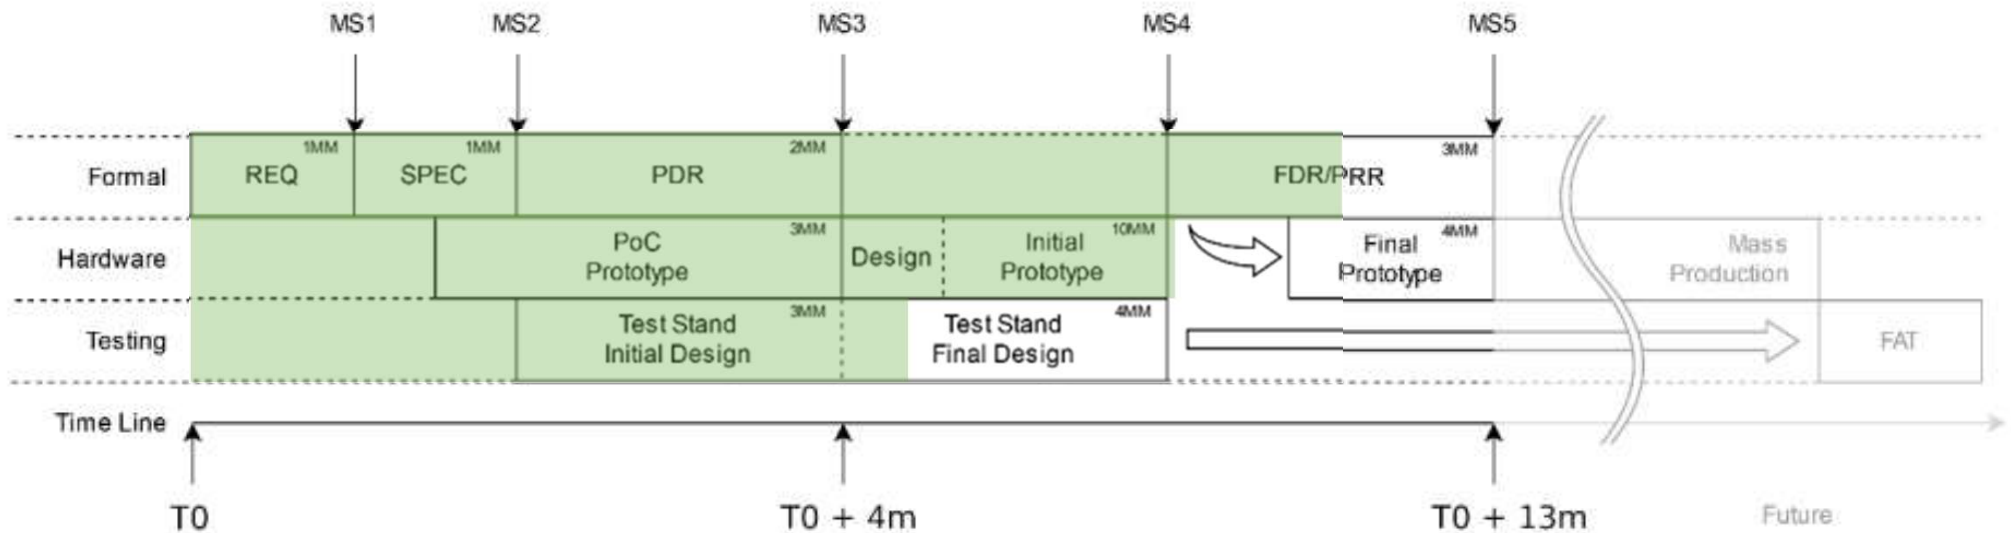 MS1 MS2 MS3 MS4 MS5
1MM 1MM 2MM 3MM
Formal REQ SPEC PDR FDR/PRR
3MM 10MM 4MM
Hardware PoC Design Initial Final Mass
Prototype Prototype Prototype Production
3MM 4MM
Testing Test Stand Test Stand FAT
Initial Design Final Design
Time Line
T0 T0 + 4m T0 + 13m Future